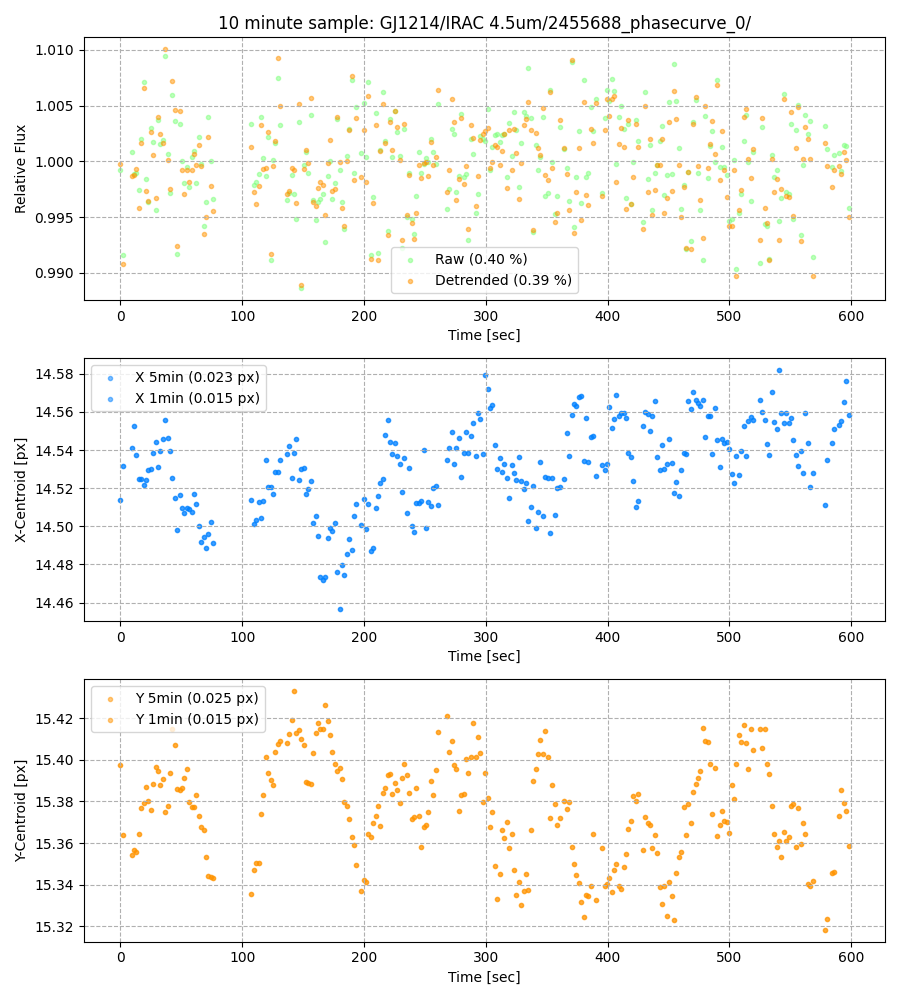 10 minute sample: GJ1214/IRAC 4.5um/2455688_phasecurve_0/
1.010
1.005
1.000
0.995
0.990
Relative Flux
Raw (0.40 %)
Detrended (0.39 %)
0 100 200 300 400 500 600
Time [sec]
14.58
14.56
14.54
14.52
14.50
14.48
14.46
X-Centroid [px]
X 5min (0.023 px)
X 1min (0.015 px)
0 100 200 300 400 500 600
Time [sec]
15.42
15.40
15.38
15.36
15.34
15.32
Y-Centroid [px]
Y 5min (0.025 px)
Y 1min (0.015 px)
0 100 200 300 400 500 600
Time [sec]